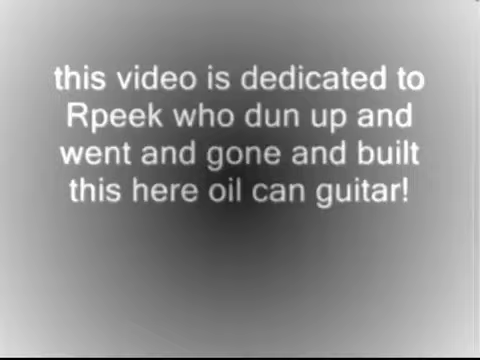 this video is dedicated to
Rpeek who dun up and
went and gone and built
this here oil can guitar!